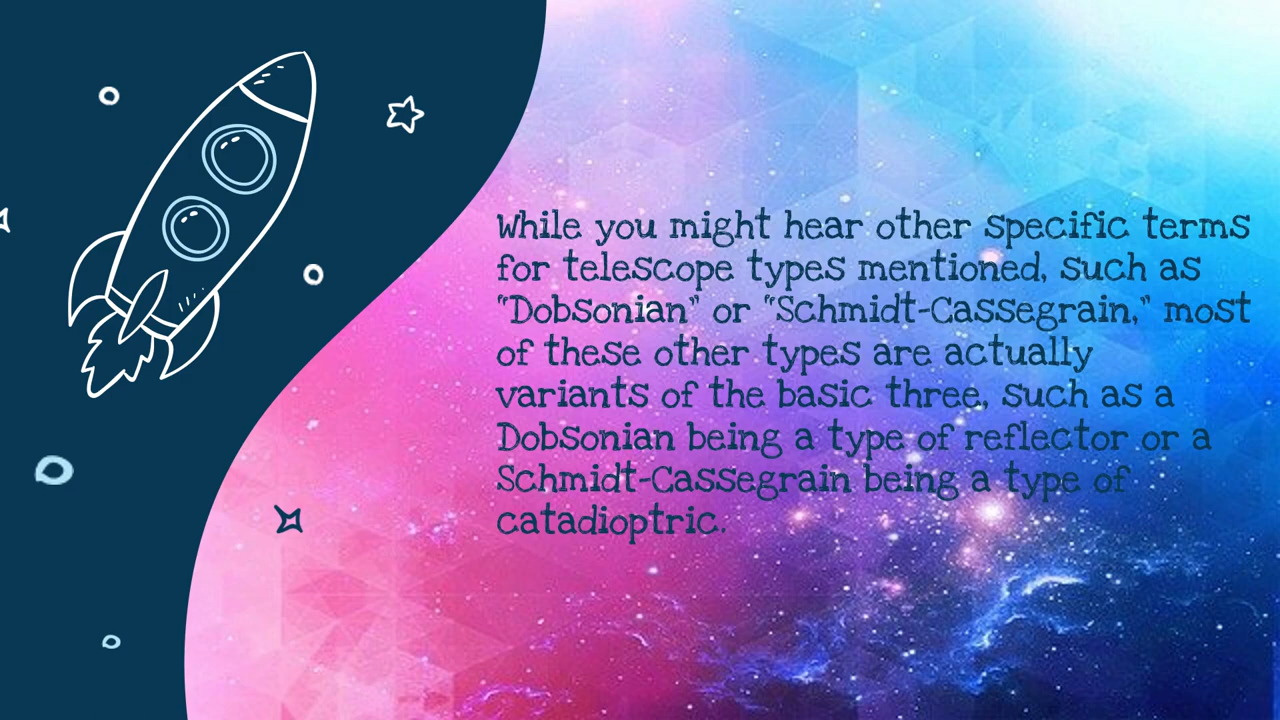 While you might hear other specific terms
for telescope types mentioned, such as
"Dobsonian" or "Schmidt-Cassegrain," most
of these other types are actually
variants of the basic three, such as a
Dobsonian being a type of reflector or a
Schmidt-Cassegrain being a type of
catadioptric.